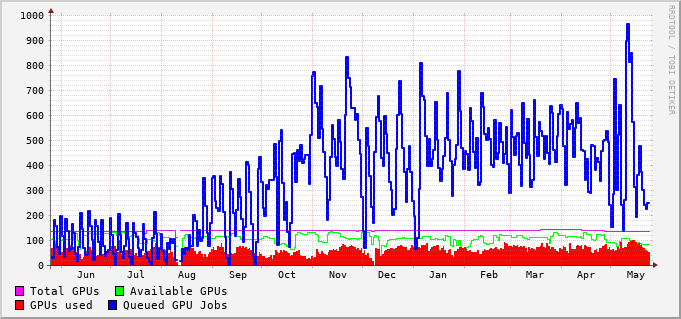 1000
900
800
700
600
500
400
300
200
100
0
Jun Jul Aug Sep Oct Nov Dec Jan Feb Mar Apr May
Total GPUs Available GPUs
GPUs used Queued GPU Jobs
RRDTOOL / TOBI OETIKER